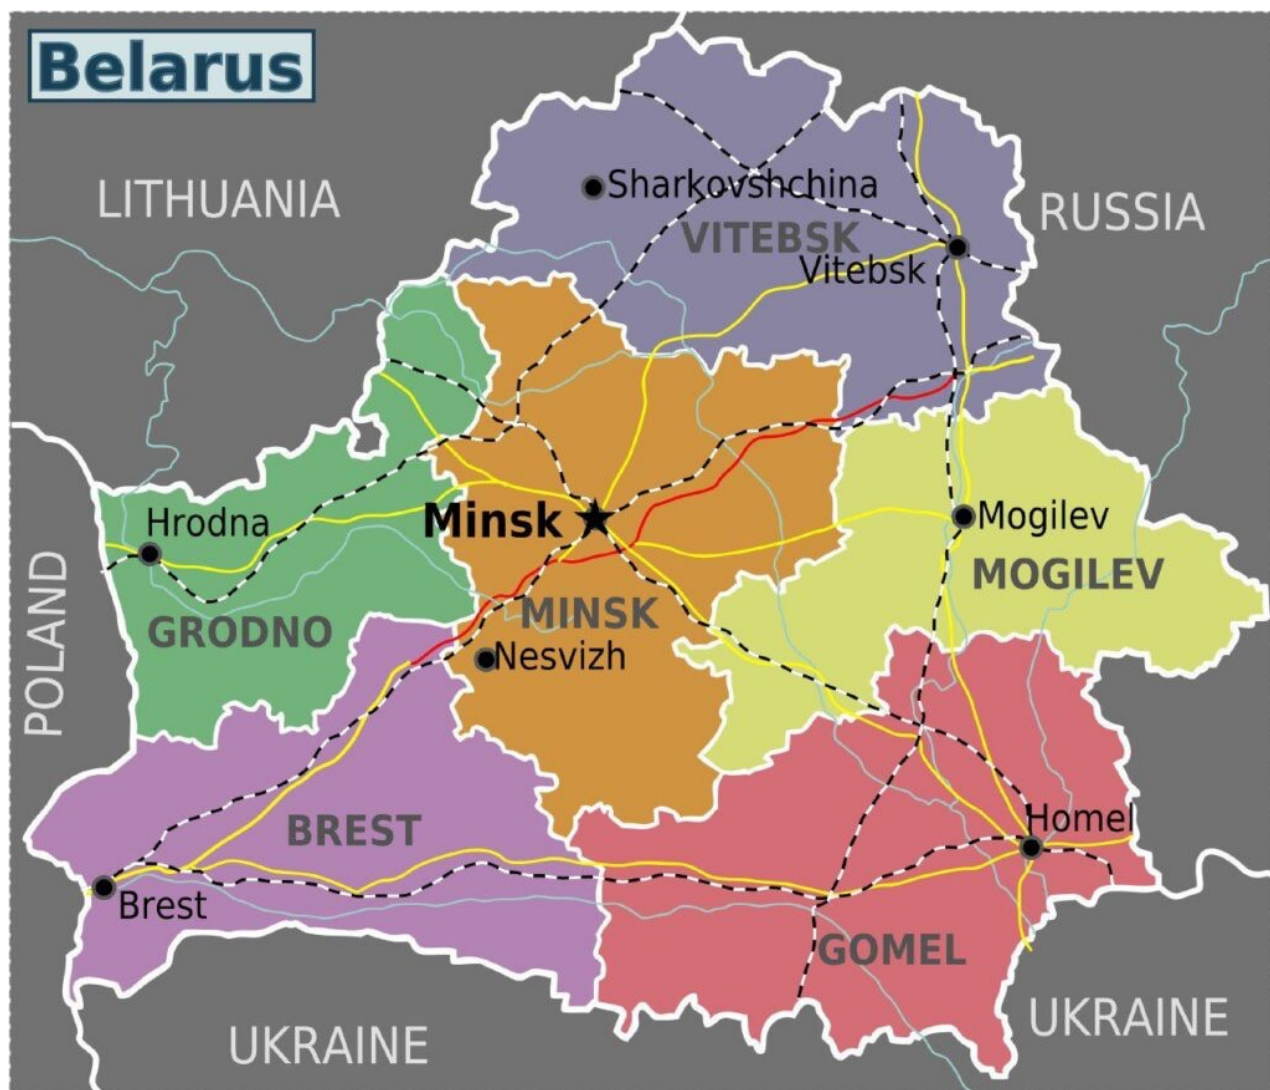 Belarus
LITHUANIA
Sharkovshchina
RUSSIA
VITEBSK
Vitebsk
Hrodna
Minsk
Mogilev
MOGILEV
POLAND
GRODNO
MINSK
Nesvizh
BREST
Homel
Brest
GOMEL
UKRAINE
UKRAINE